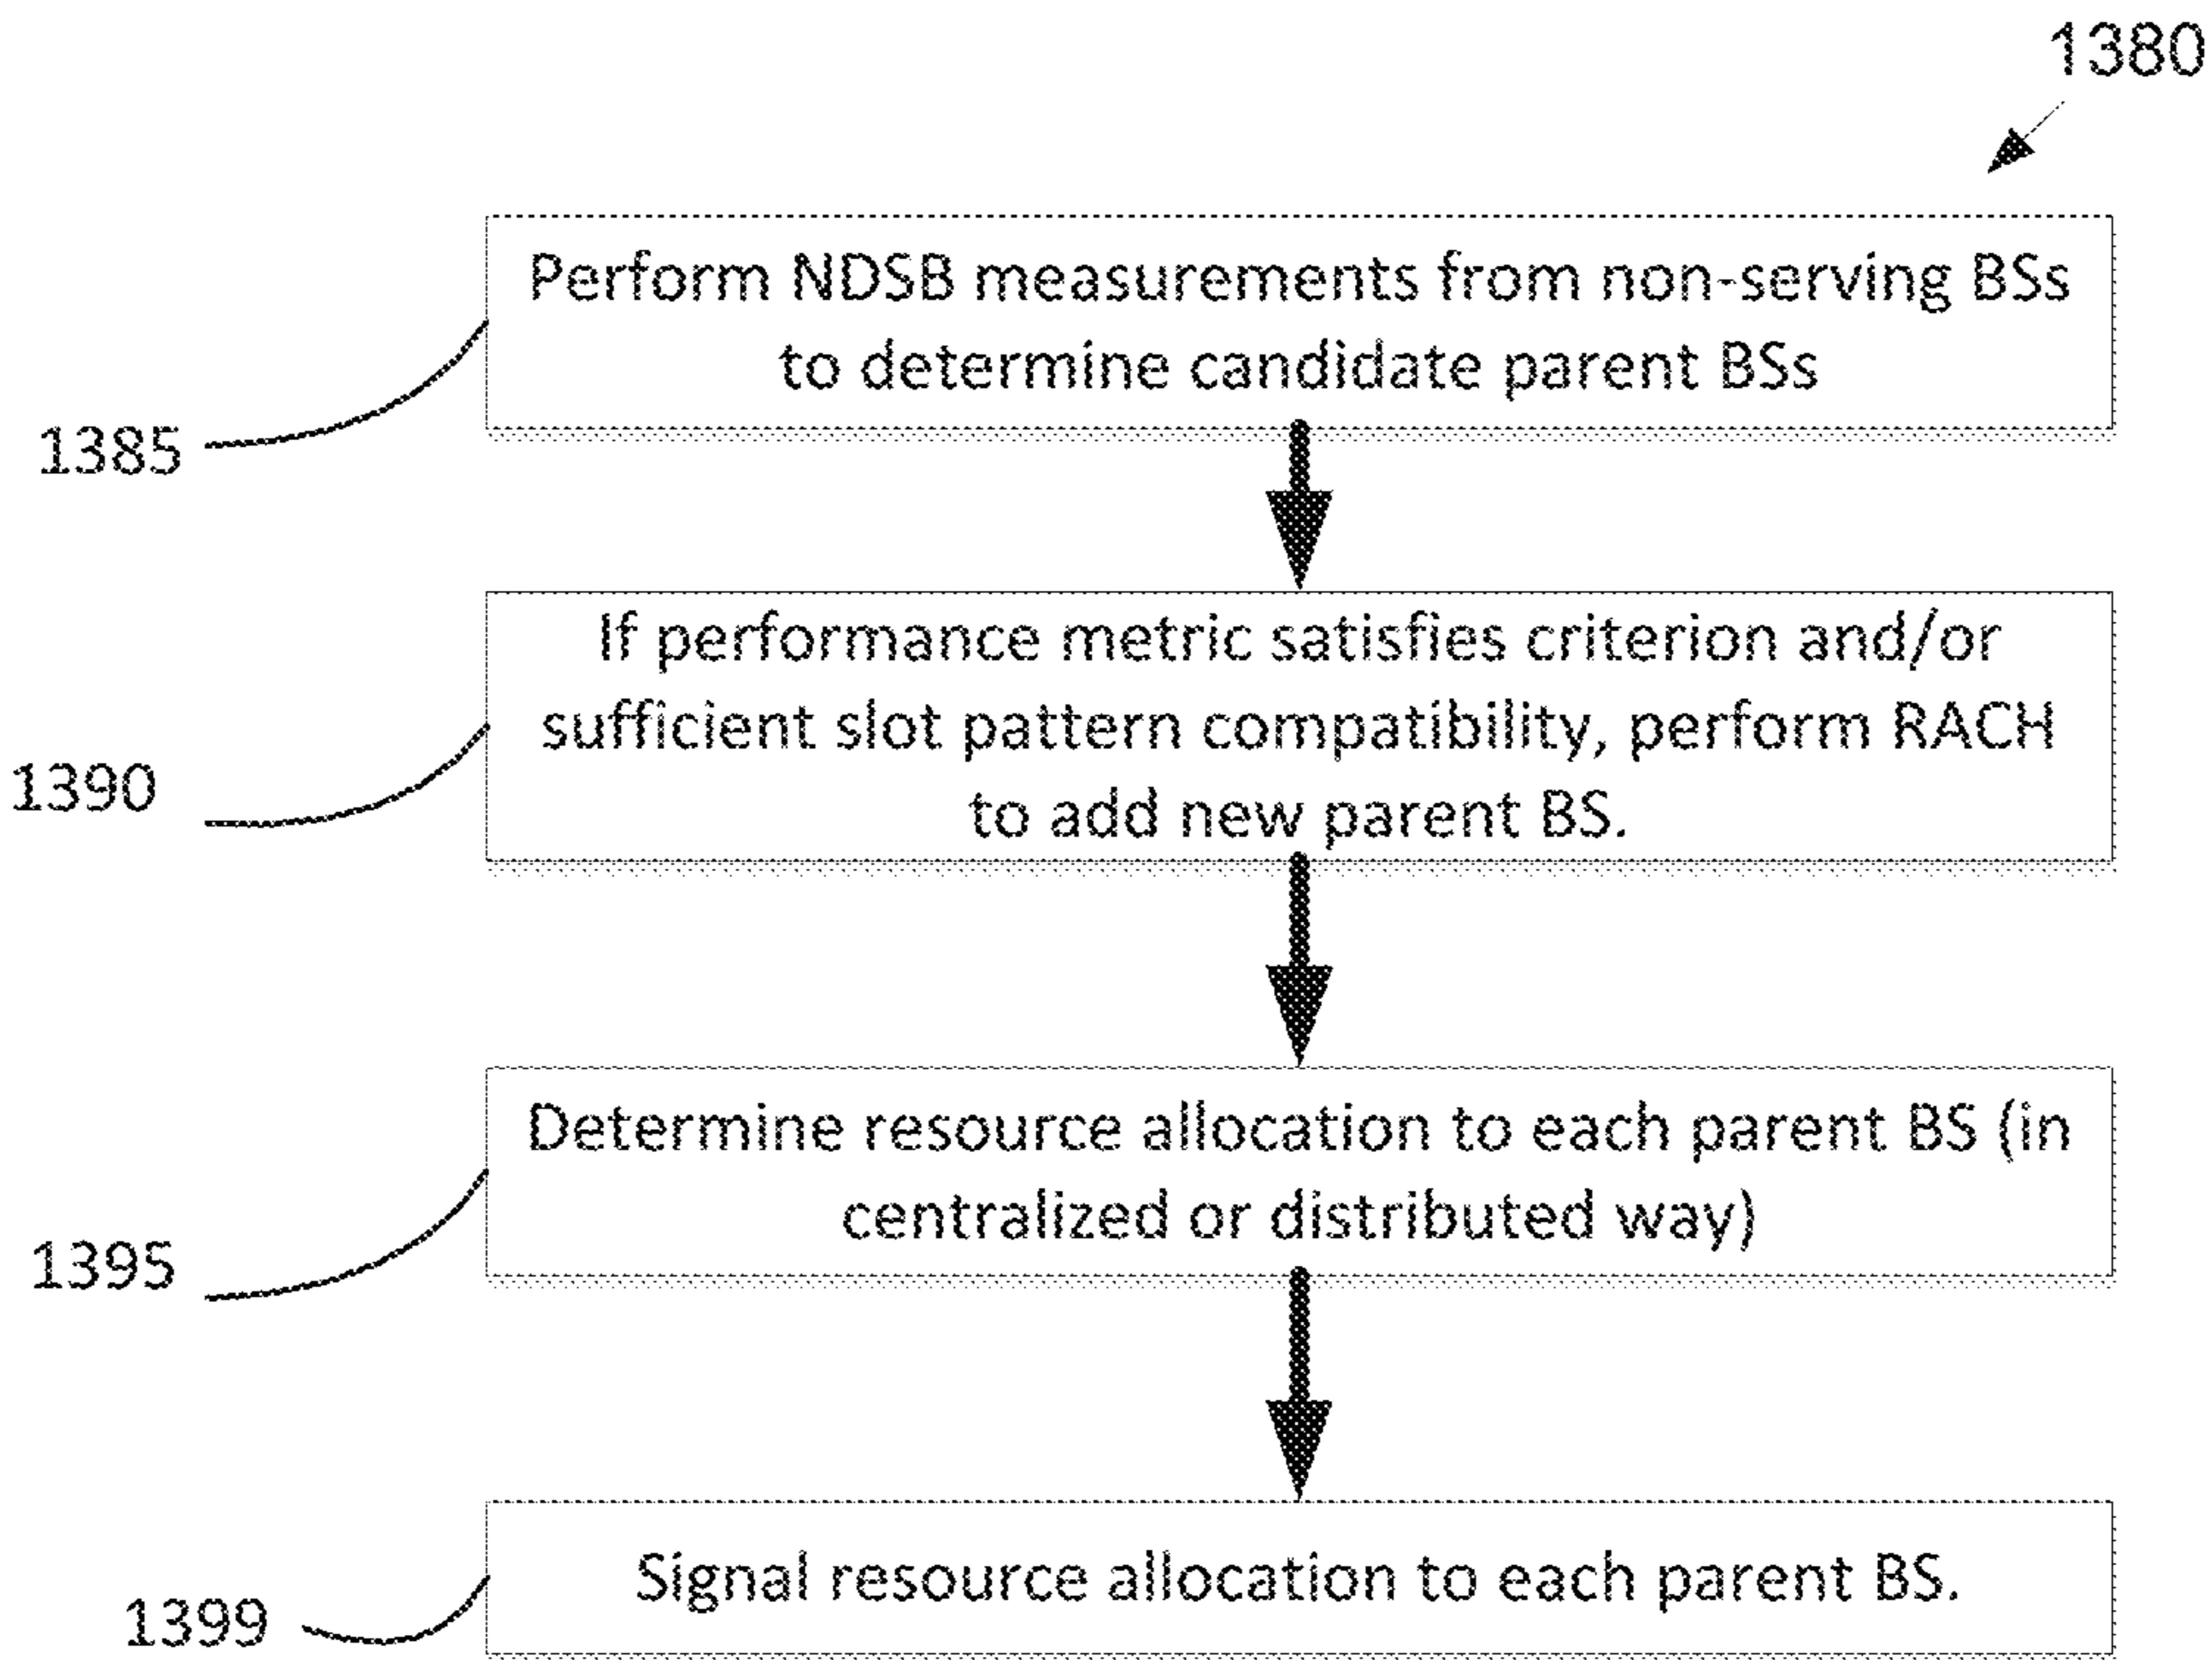 1380
Perform NDSB measurements from non-serving BSs
to determine candidate parent BSs
1385
If performance metric satisfies criterion and/or
sufficient slot pattern compatibility, perform RACH
to add new parent BS.
1390
Determine resource allocation to each parent BS (in
centralized or distributed way)
1395
Signal resource allocation to each parent BS.
1399